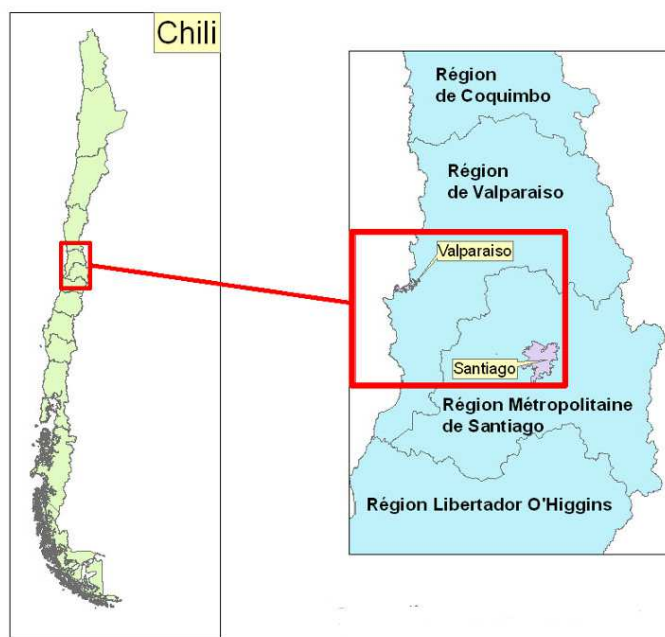 Chili
Région
de Coquimbo
Région
de Valparaiso
Valparaiso
Santiago
Région Métropolitaine
de Santiago
Région Libertador O'Higgins